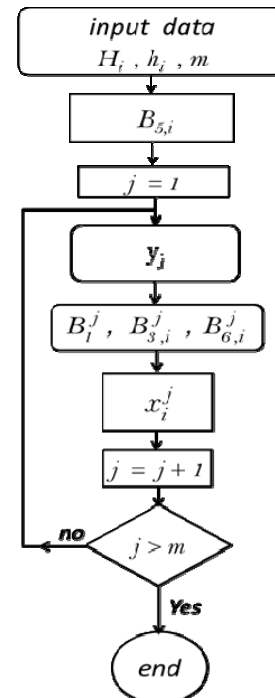 input data
H_i , h_i , m
B_{5,i}
j = 1
y_j
B_1^j , B_{3,i}^j , B_{6,i}^j
x_i^j
j = j + 1
no
j > m
Yes
end